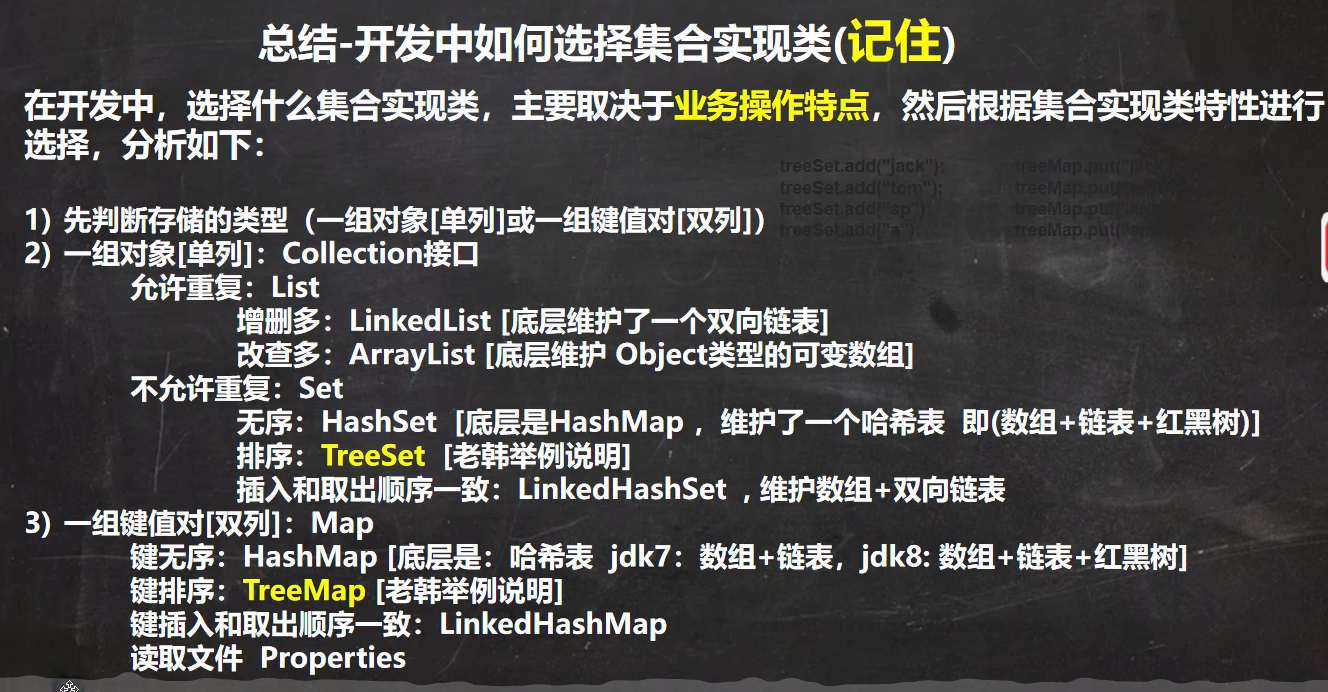 总结-开发中如何选择集合实现类(记住)
在开发中，选择什么集合实现类，主要取决于业务操作特点，然后根据集合实现类特性进行
选择，分析如下：
treeSet.add("jack");
treeSet.add("tom");
treeSet.add("sp");
treeSet.add("a");
treeMap.put("
treeMap.put(
treeMap.put(
treeMap.put(
1) 先判断存储的类型（一组对象[单列]或一组键值对[双列]）
2) 一组对象[单列]：Collection接口
允许重复：List
增删多：LinkedList [底层维护了一个双向链表]
改查多：ArrayList [底层维护 Object类型的可变数组]
不允许重复：Set
无序：HashSet [底层是HashMap ，维护了一个哈希表 即(数组+链表+红黑树)]
排序：TreeSet [老韩举例说明]
插入和取出顺序一致：LinkedHashSet , 维护数组+双向链表
3) 一组键值对[双列]：Map
键无序：HashMap [底层是：哈希表 jdk7：数组+链表，jdk8: 数组+链表+红黑树]
键排序：TreeMap [老韩举例说明]
键插入和取出顺序一致：LinkedHashMap
读取文件 Properties